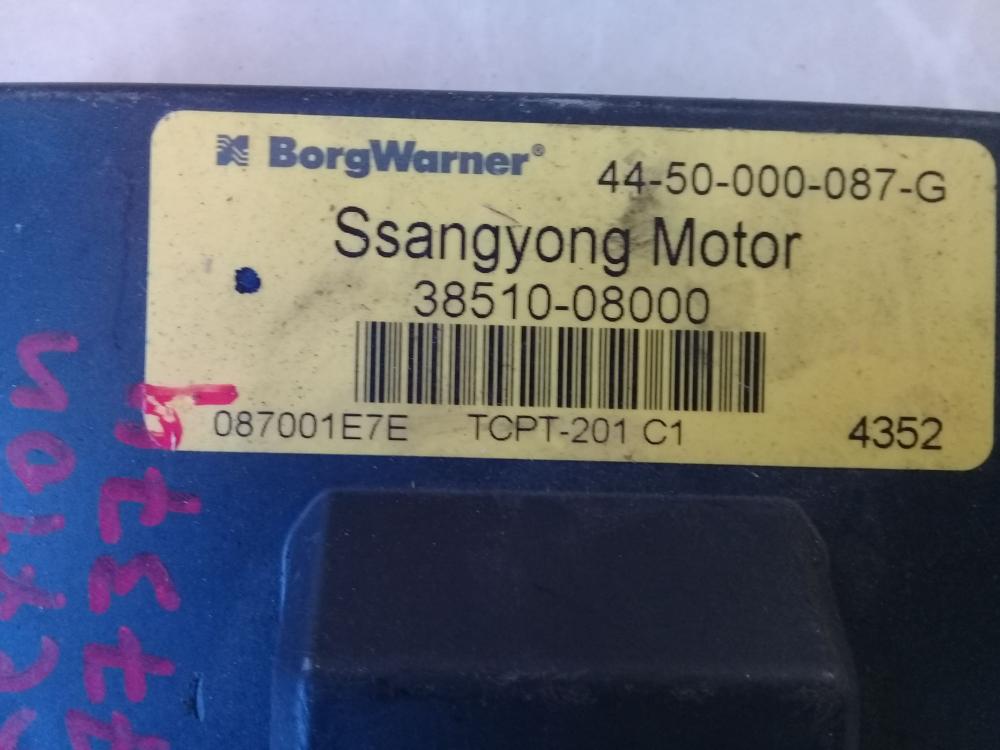 BorgWarner®
44-50-000-087-G
Ssangyong Motor
38510-08000
087001E7E TCPT-201 C1 4352